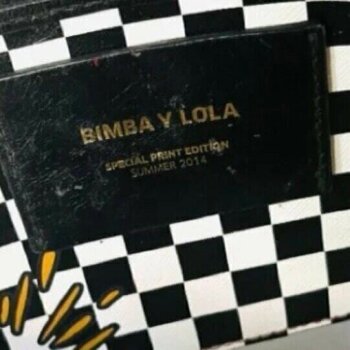 BIMBA Y LOLA
SPECIAL PRINT EDITION
SUMMER 2014